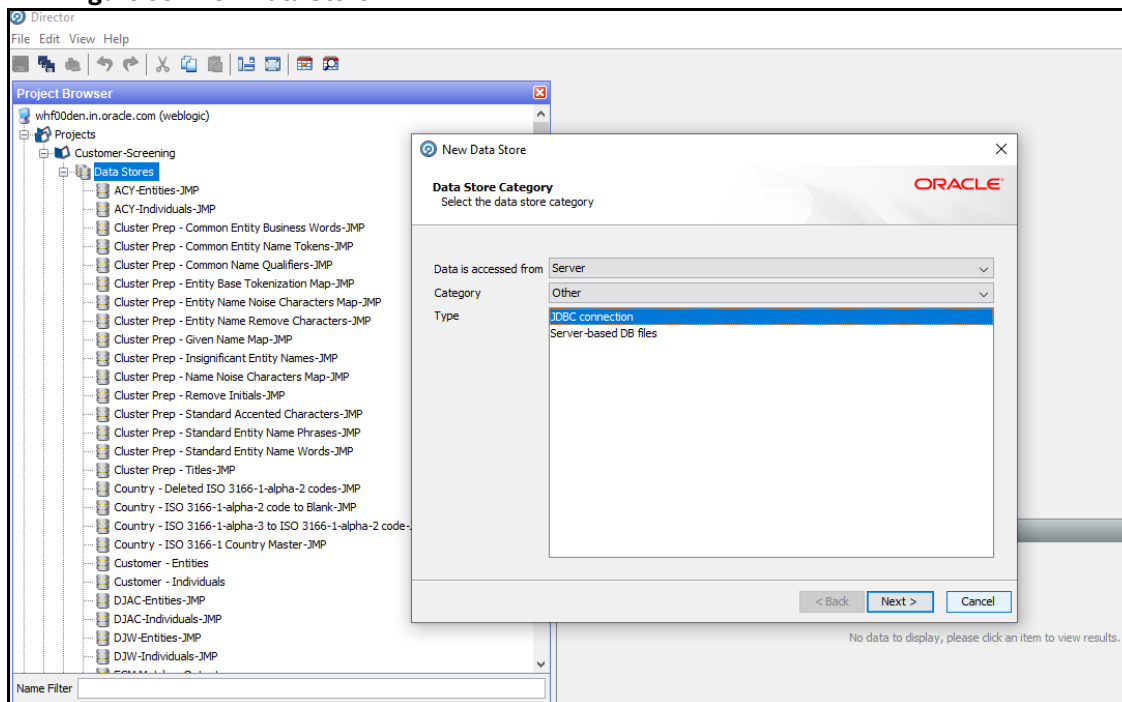 Director
File Edit View Help
Project Browser
whf00den.in.oracle.com (weblogic)
Projects
Customer-Screening
Data Stores
ACY-Entities-JMP
ACY-Individuals-JMP
Cluster Prep - Common Entity Business Words-JMP
Cluster Prep - Common Entity Name Tokens-JMP
Cluster Prep - Common Name Qualifiers-JMP
Cluster Prep - Entity Base Tokenization Map-JMP
Cluster Prep - Entity Name Noise Characters Map-JMP
Cluster Prep - Entity Name Remove Characters-JMP
Cluster Prep - Given Name Map-JMP
Cluster Prep - Insignificant Entity Names-JMP
Cluster Prep - Name Noise Characters Map-JMP
Cluster Prep - Remove Initials-JMP
Cluster Prep - Standard Accented Characters-JMP
Cluster Prep - Standard Entity Name Phrases-JMP
Cluster Prep - Standard Entity Name Words-JMP
Cluster Prep - Titles-JMP
Country - Deleted ISO 3166-1-alpha-2 codes-JMP
Country - ISO 3166-1-alpha-2 code to Blank-JMP
Country - ISO 3166-1-alpha-3 to ISO 3166-1-alpha-2 code-
Country - ISO 3166-1 Country Master-JMP
Customer - Entities
Customer - Individuals
DJAC-Entities-JMP
DJAC-Individuals-JMP
DJW-Entities-JMP
DJW-Individuals-JMP
Name Filter
New Data Store
Data Store Category
Select the data store category
ORACLE
Data is accessed from Server
Category Other
Type JDBC connection
Server-based DB files
< Back Next > Cancel
No data to display, please click an item to view results.